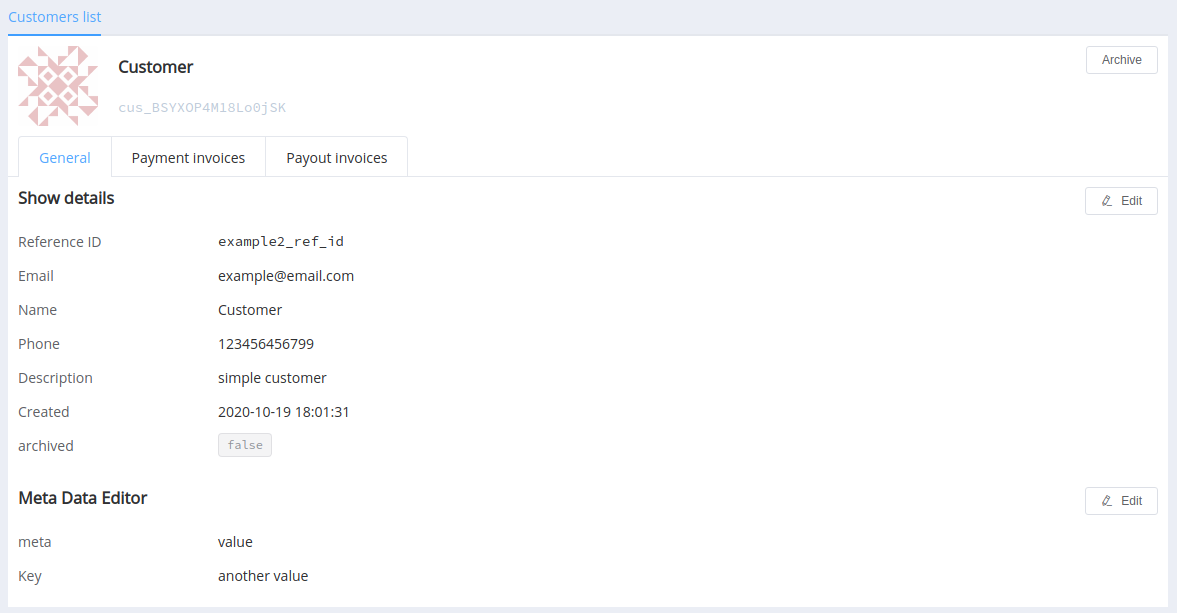 Customers list
Customer
Archive
cus_BSYXOP4M18Lo0jSK
General Payment invoices Payout invoices
Show details
Edit
Reference ID example2_ref_id
Email example@email.com
Name Customer
Phone 123456456799
Description simple customer
Created 2020-10-19 18:01:31
archived false
Meta Data Editor
Edit
meta value
Key another value